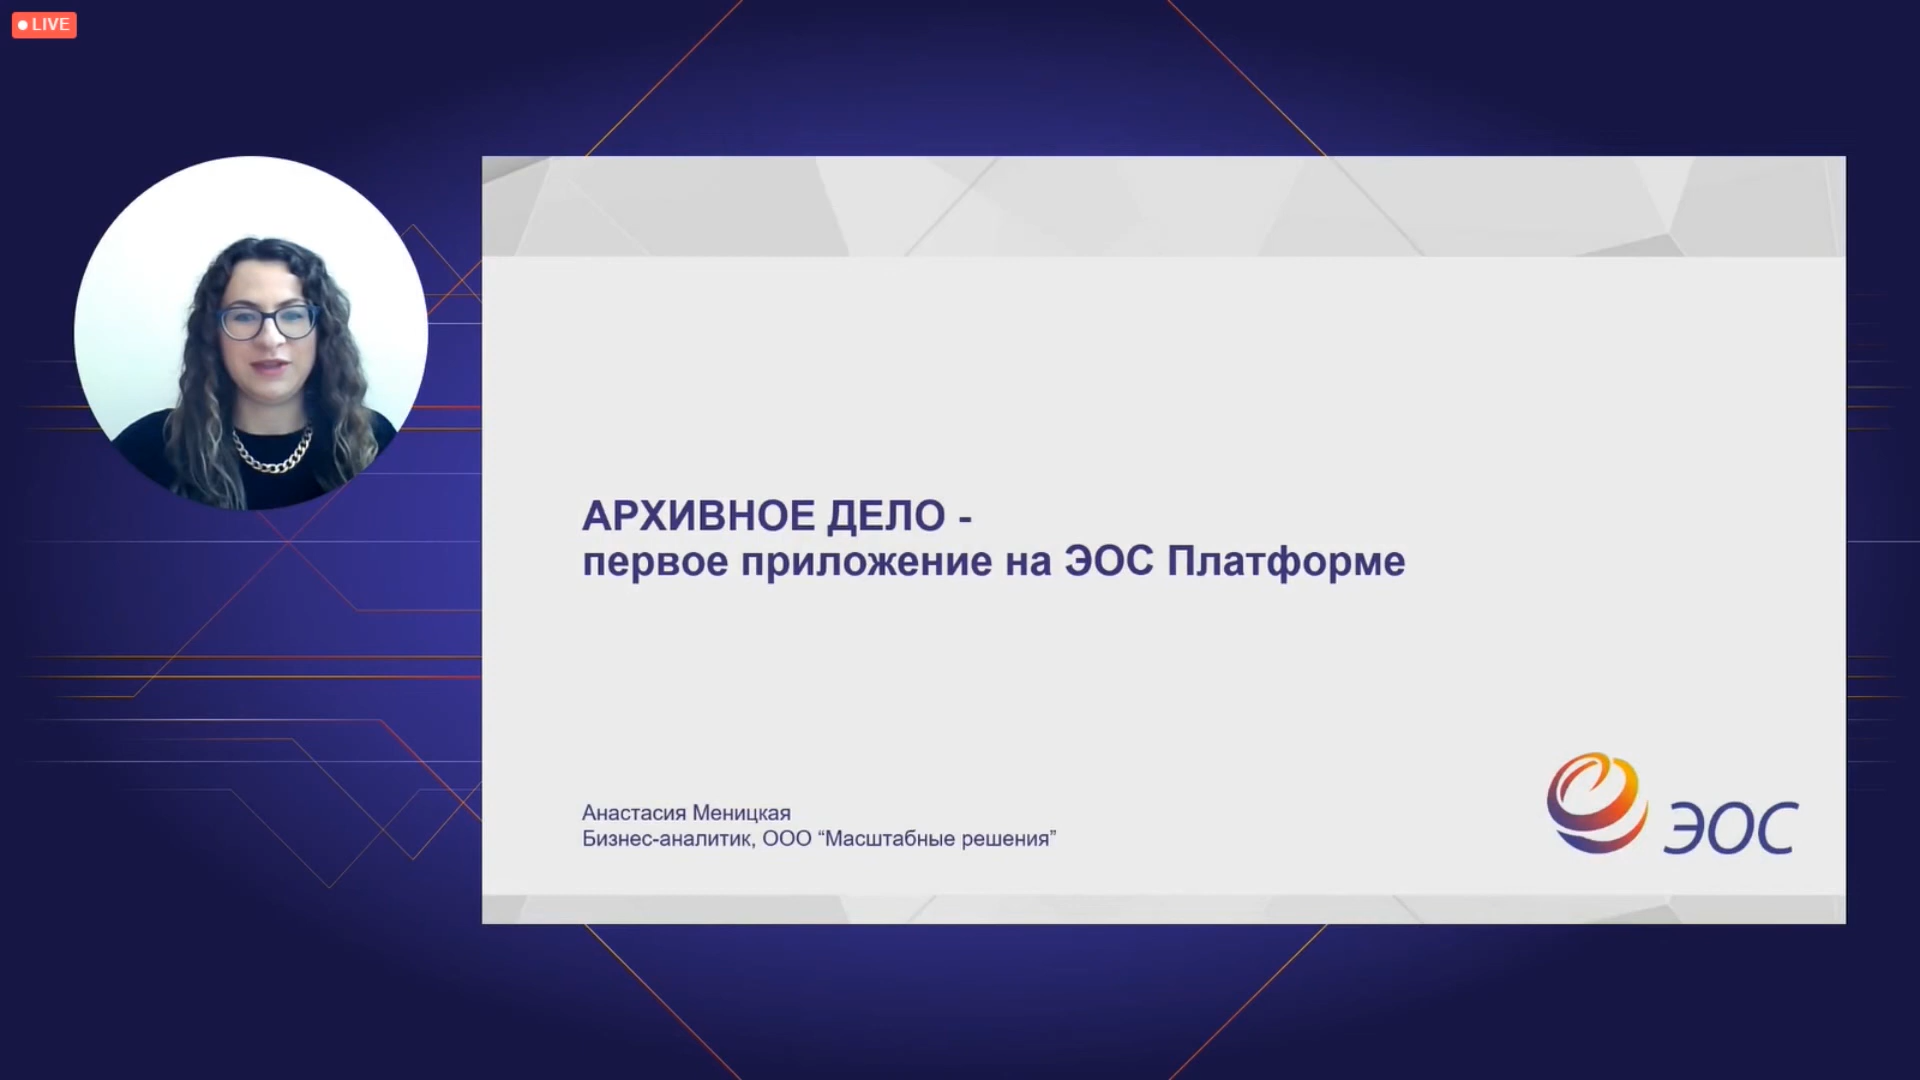 LIVE
АРХИВНОЕ ДЕЛО -
первое приложение на ЭОС Платформе
Анастасия Меницкая
Бизнес-аналитик, ООО “Масштабные решения”
ЭОС